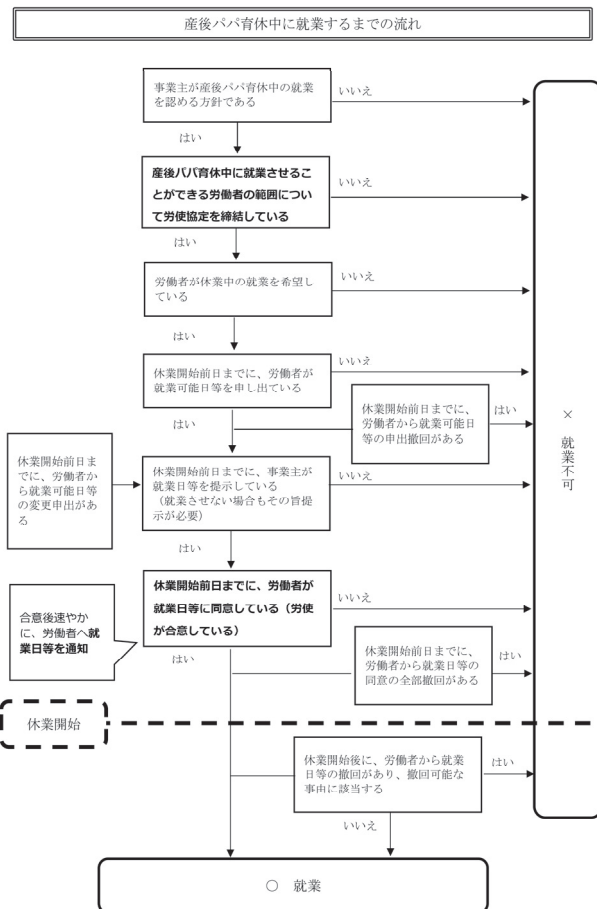 産後パパ育休中に就業するまでの流れ
事業主が産後パパ育休中の就業
を認める方針である
いいえ
はい
産後パパ育休中に就業させるこ
とができる労働者の範囲につい
て労使協定を締結している
いいえ
はい
労働者が休業中の就業を希望し
ている
いいえ
はい
休業開始前日までに、労働者が
就業可能日等を申し出ている
いいえ
はい
休業開始前日までに、
労働者から就業可能日
等の申出撤回がある
はい
× 就業不可
休業開始前日ま
でに、労働者か
ら就業可能日等
の変更申出があ
る
休業開始前日までに、事業主が
就業日等を提示している
（就業させない場合もその旨提
示が必要）
いいえ
はい
休業開始前日までに、労働者が
就業日等に同意している（労使
が合意している）
いいえ
はい
合意後速やか
に、労働者へ就
業日等を通知
休業開始前日までに、
労働者から就業日等の
同意の全部撤回がある
はい
休業開始
休業開始後に、労働者から就業
日等の撤回があり、撤回可能な
事由に該当する
はい
いいえ
○ 就業